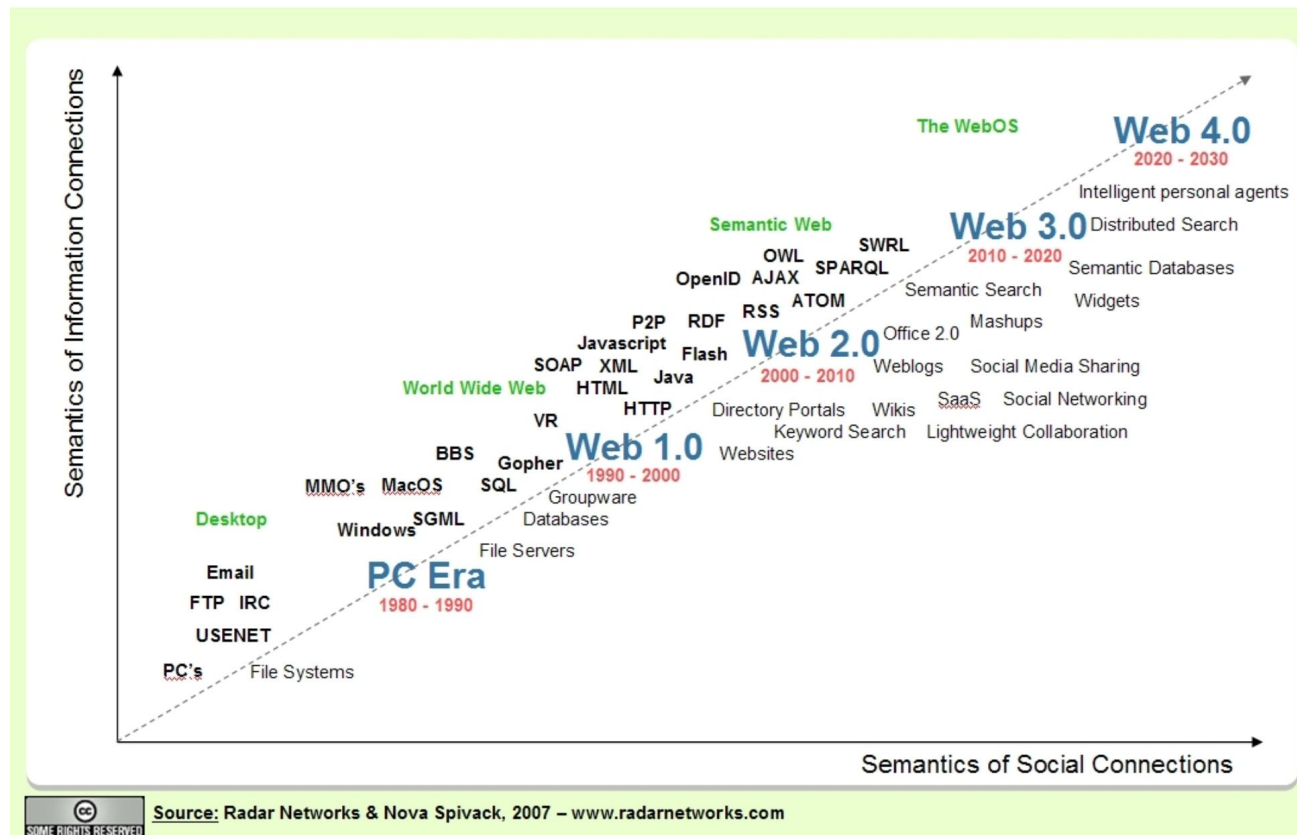 Semantics of Information Connections
The WebOS
Web 4.0
2020 - 2030
Intelligent personal agents
Semantic Web
Web 3.0
Distributed Search
2010 - 2020
SWRL
OWL
SPARQL
Semantic Databases
OpenID
AJAX
Semantic Search
Widgets
ATOM
RSS
P2P
RDF
Mashups
Javascript
Web 2.0
Office 2.0
Flash
SOAP
XML
2000 - 2010
Weblogs
Social Media Sharing
Java
World Wide Web
HTML
SaaS
Social Networking
HTTP
Directory Portals
Wikis
VR
Keyword Search
Lightweight Collaboration
Web 1.0
Websites
BBS
Gopher
1990 - 2000
MMO's
MacOS
SQL
Groupware
Desktop
SGML
Databases
Windows
File Servers
Email
PC Era
1980 - 1990
FTP
IRC
USENET
PC's
File Systems
Semantics of Social Connections
cc
SOME RIGHTS RESERVED
Source: Radar Networks & Nova Spivack, 2007 – www.radarnetworks.com